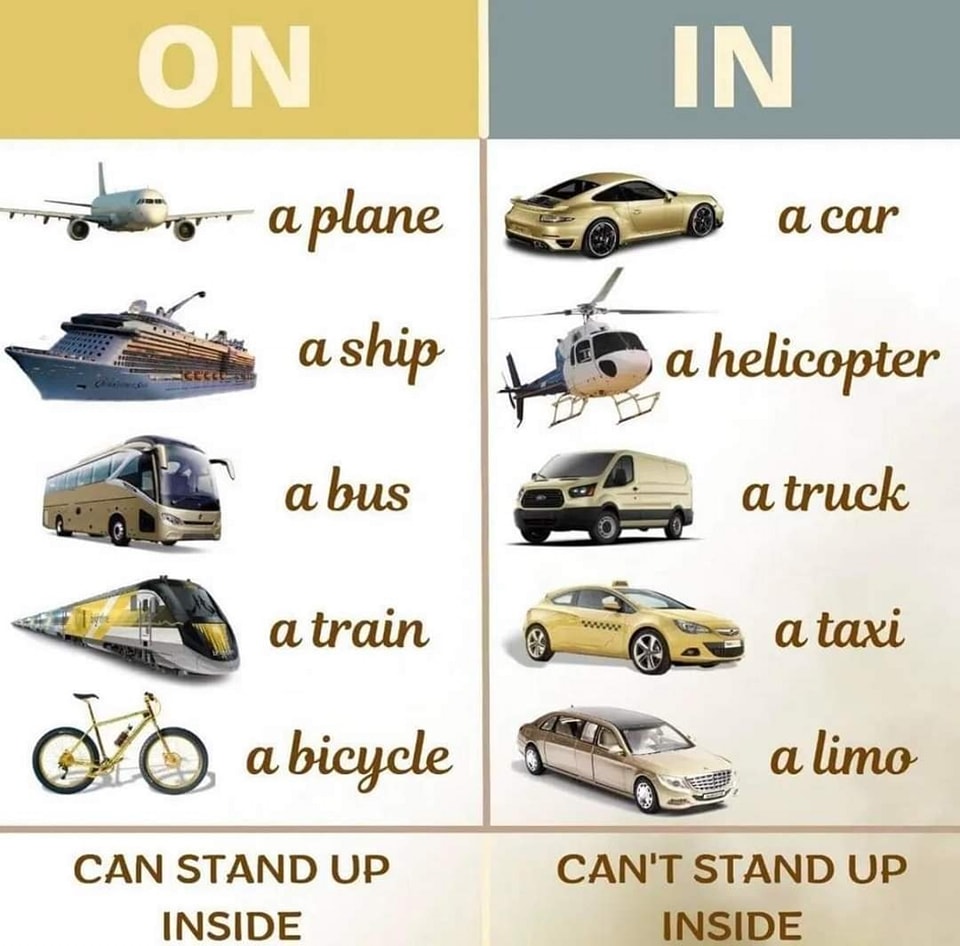 ON
IN
a plane
a car
a ship
a helicopter
a bus
a truck
a train
a taxi
a bicycle
a limo
CAN STAND UP
INSIDE
CAN'T STAND UP
INSIDE